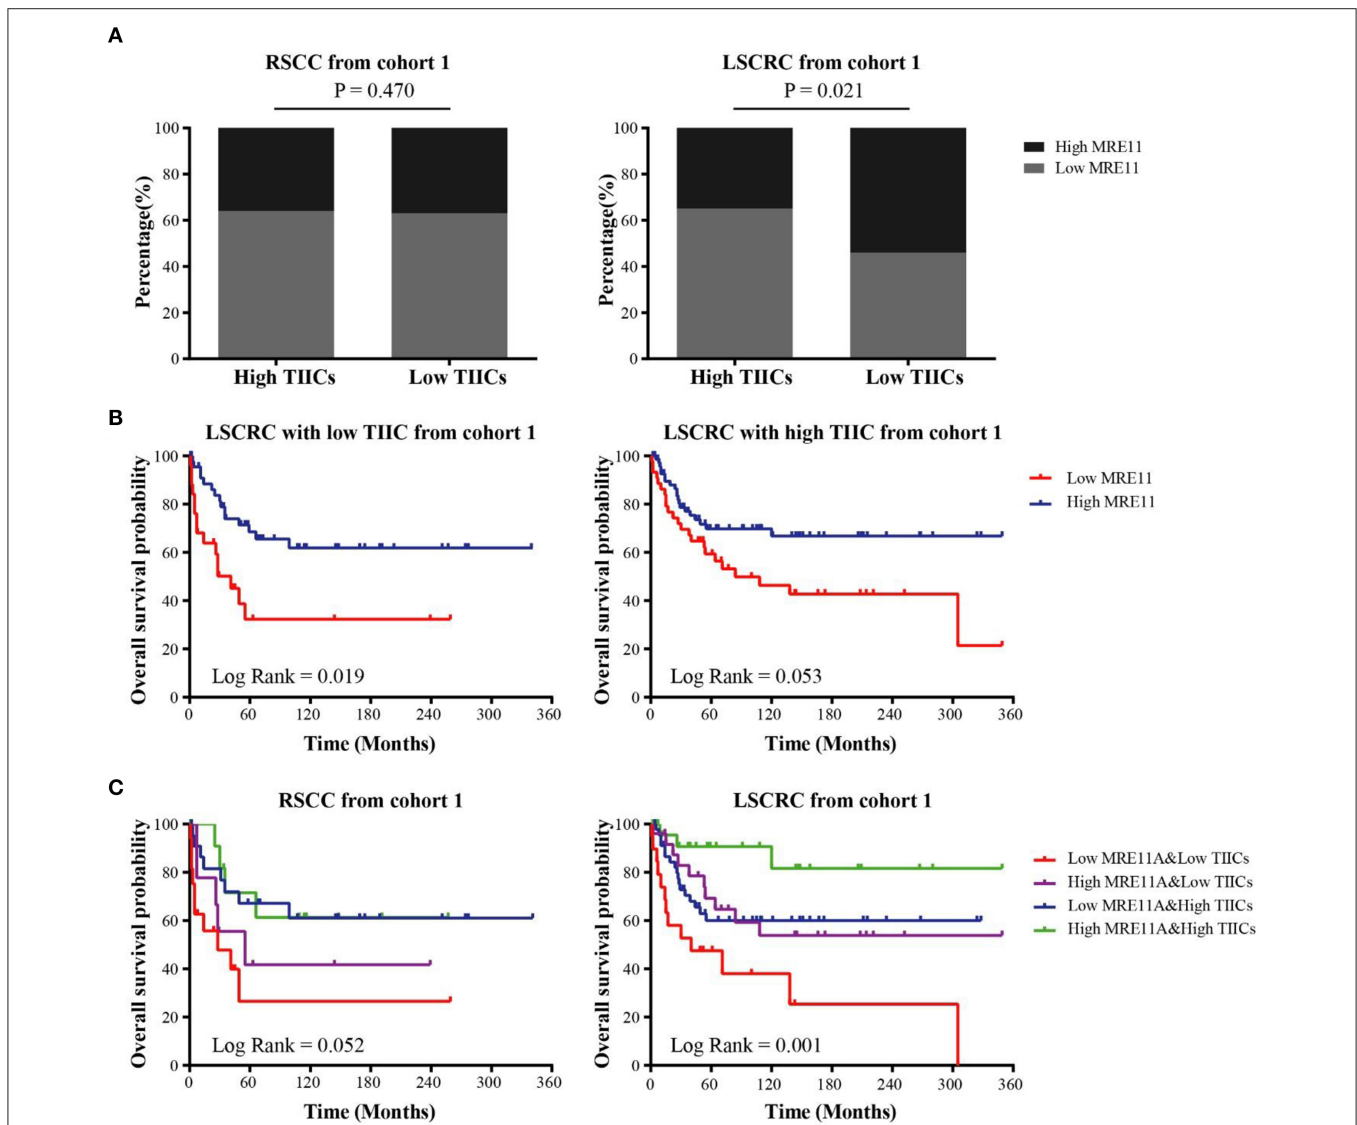 A
RSCC from cohort 1
P = 0.470
LSCRC from cohort 1
P = 0.021
Percentage(%)
100
80
60
40
20
0
High TIICs
Low TIICs
Percentage(%)
100
80
60
40
20
0
High TIICs
Low TIICs
High MRE11
Low MRE11
B
LSCRC with low TIIC from cohort 1
Overall survival probability
100
80
60
40
20
0
Log Rank = 0.019
0 60 120 180 240 300 360
Time (Months)
LSCRC with high TIIC from cohort 1
Overall survival probability
100
80
60
40
20
0
Log Rank = 0.053
0 60 120 180 240 300 360
Time (Months)
Low MRE11
High MRE11
C
RSCC from cohort 1
Overall survival probability
100
80
60
40
20
0
Log Rank = 0.052
0 60 120 180 240 300 360
Time (Months)
LSCRC from cohort 1
Overall survival probability
100
80
60
40
20
0
Log Rank = 0.001
0 60 120 180 240 300 360
Time (Months)
Low MRE11A&Low TIICs
High MRE11A&Low TIICs
Low MRE11A&High TIICs
High MRE11A&High TIICs